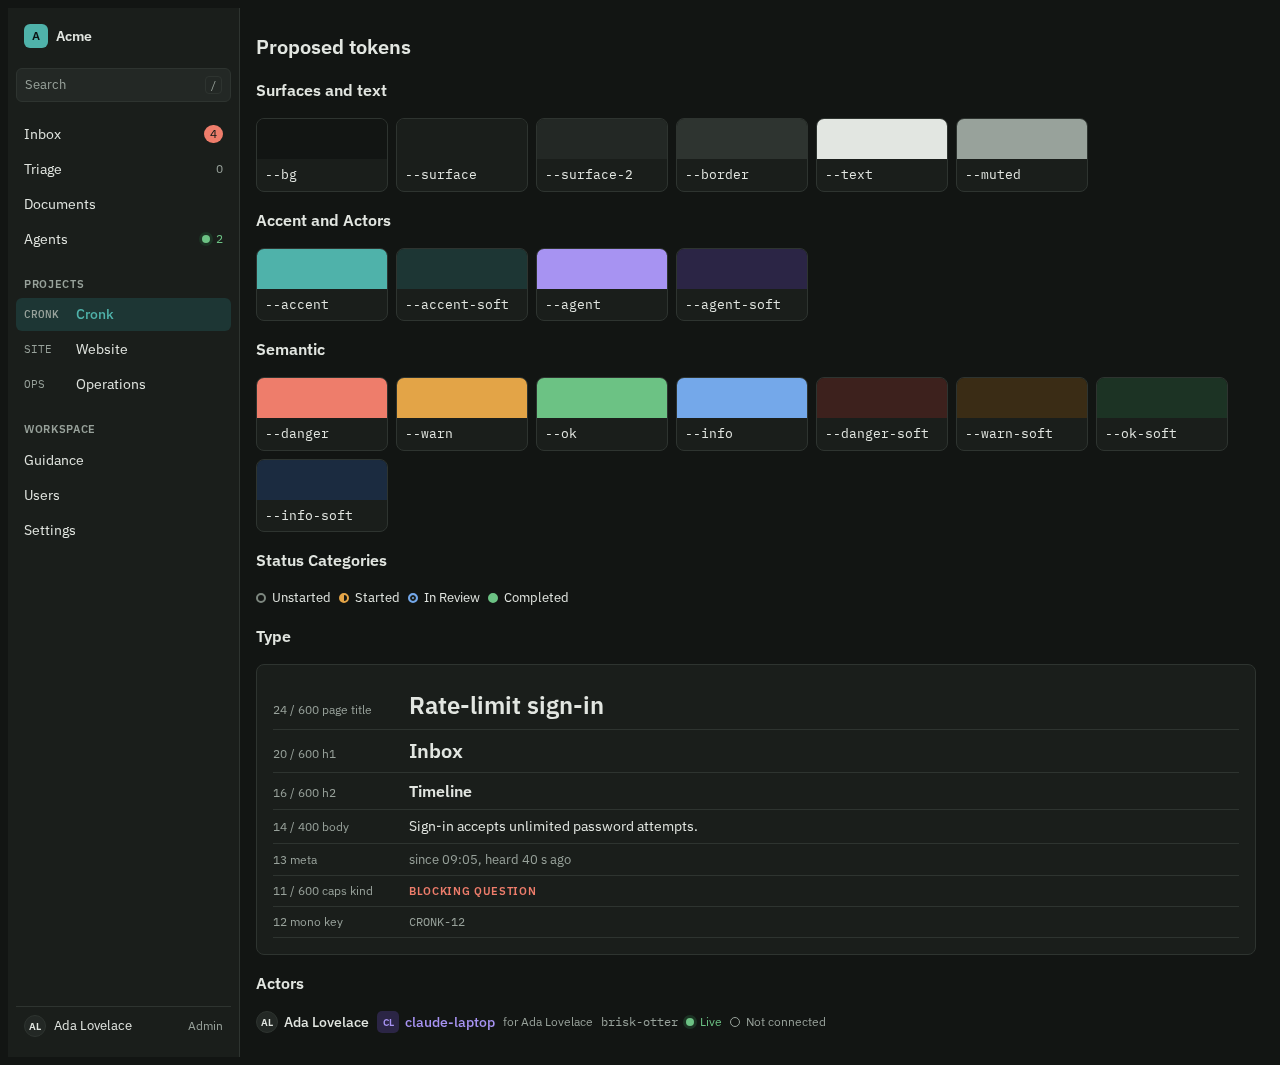 A Acme
Search /
Inbox 4
Triage 0
Documents
Agents 2
PROJECTS
CRONK Cronk
SITE Website
OPS Operations
WORKSPACE
Guidance
Users
Settings
AL Ada Lovelace Admin
Proposed tokens
Surfaces and text
--bg --surface --surface-2 --border --text --muted
Accent and Actors
--accent --accent-soft --agent --agent-soft
Semantic
--danger --warn --ok --info --danger-soft --warn-soft --ok-soft
--info-soft
Status Categories
Unstarted Started In Review Completed
Type
24 / 600 page title Rate-limit sign-in
20 / 600 h1 Inbox
16 / 600 h2 Timeline
14 / 400 body Sign-in accepts unlimited password attempts.
13 meta since 09:05, heard 40 s ago
11 / 600 caps kind BLOCKING QUESTION
12 mono key CRONK-12
Actors
AL Ada Lovelace CL claude-laptop for Ada Lovelace brisk-otter Live Not connected